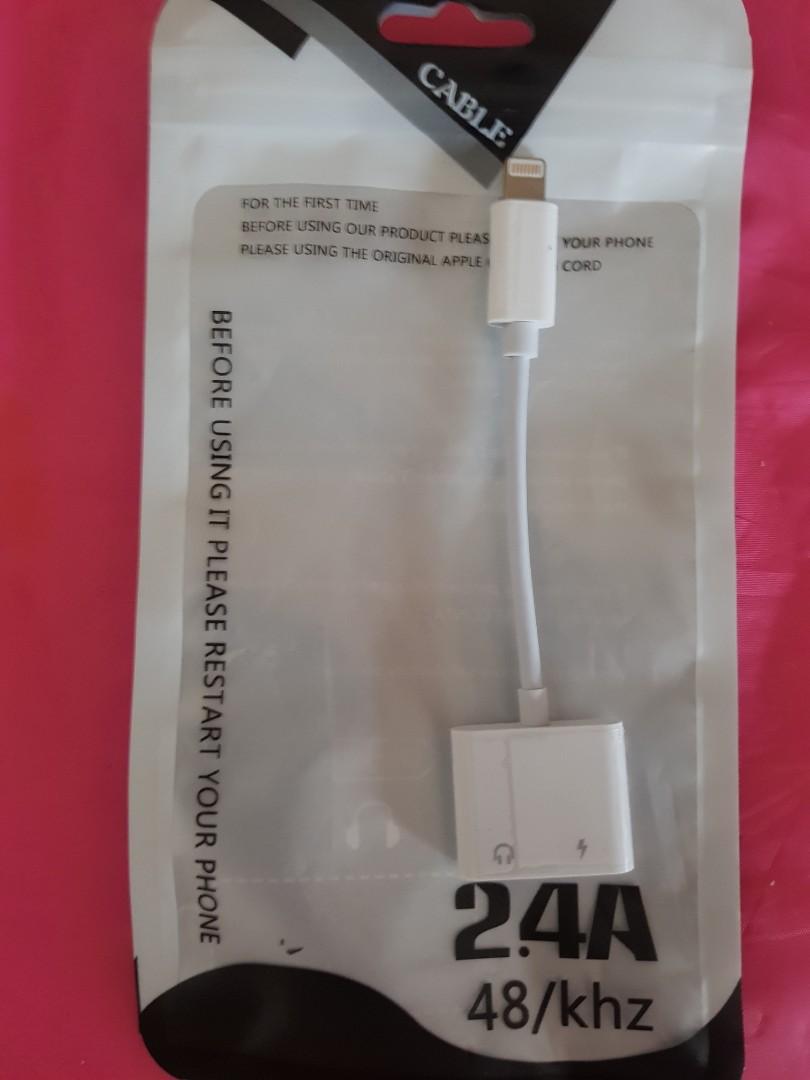 CABLE
FOR THE FIRST TIME
BEFORE USING OUR PRODUCT PLEAS YOUR PHONE
PLEASE USING THE ORIGINAL APPLE CORD
BEFORE USING IT PLEASE RESTART YOUR PHONE
2.4A
48/khz